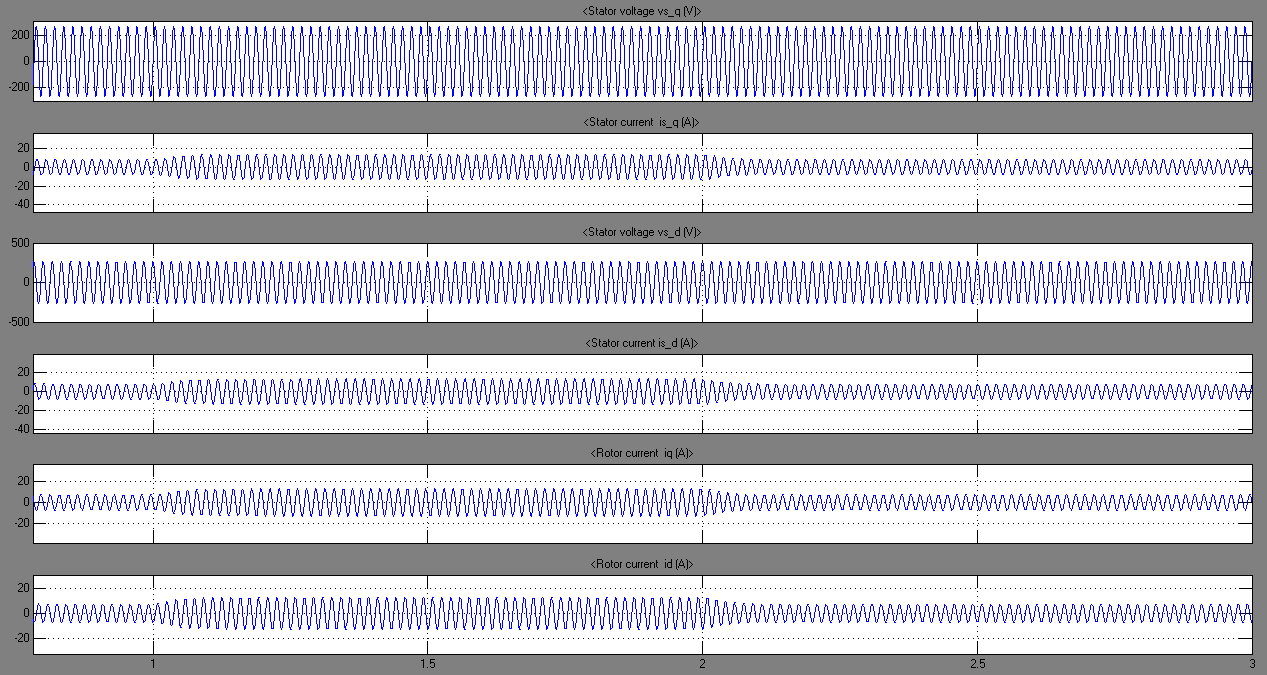 <Stator voltage vs_q (V)>
200
0
-200
<Stator current is_q (A)>
20
0
-20
-40
<Stator voltage vs_d (V)>
500
0
-500
<Stator current is_d (A)>
20
0
-20
-40
<Rotor current iq (A)>
20
0
-20
<Rotor current id (A)>
20
0
-20
1 1.5 2 2.5 3